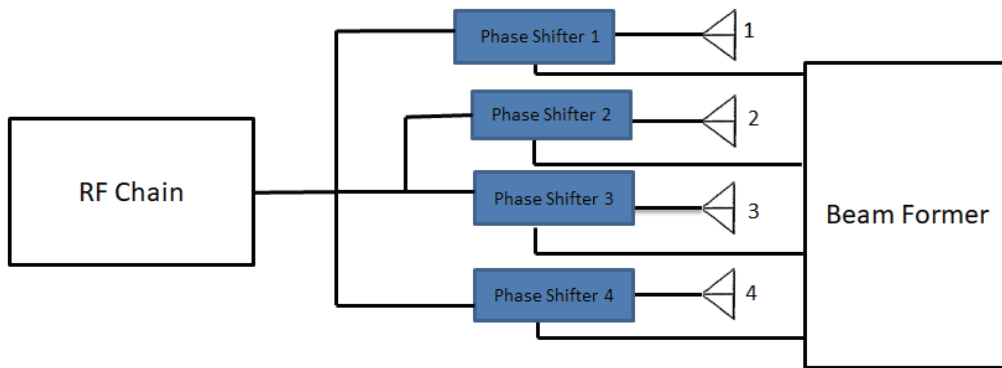 Phase Shifter 1
1
Phase Shifter 2
2
RF Chain
Phase Shifter 3
3
Beam Former
Phase Shifter 4
4